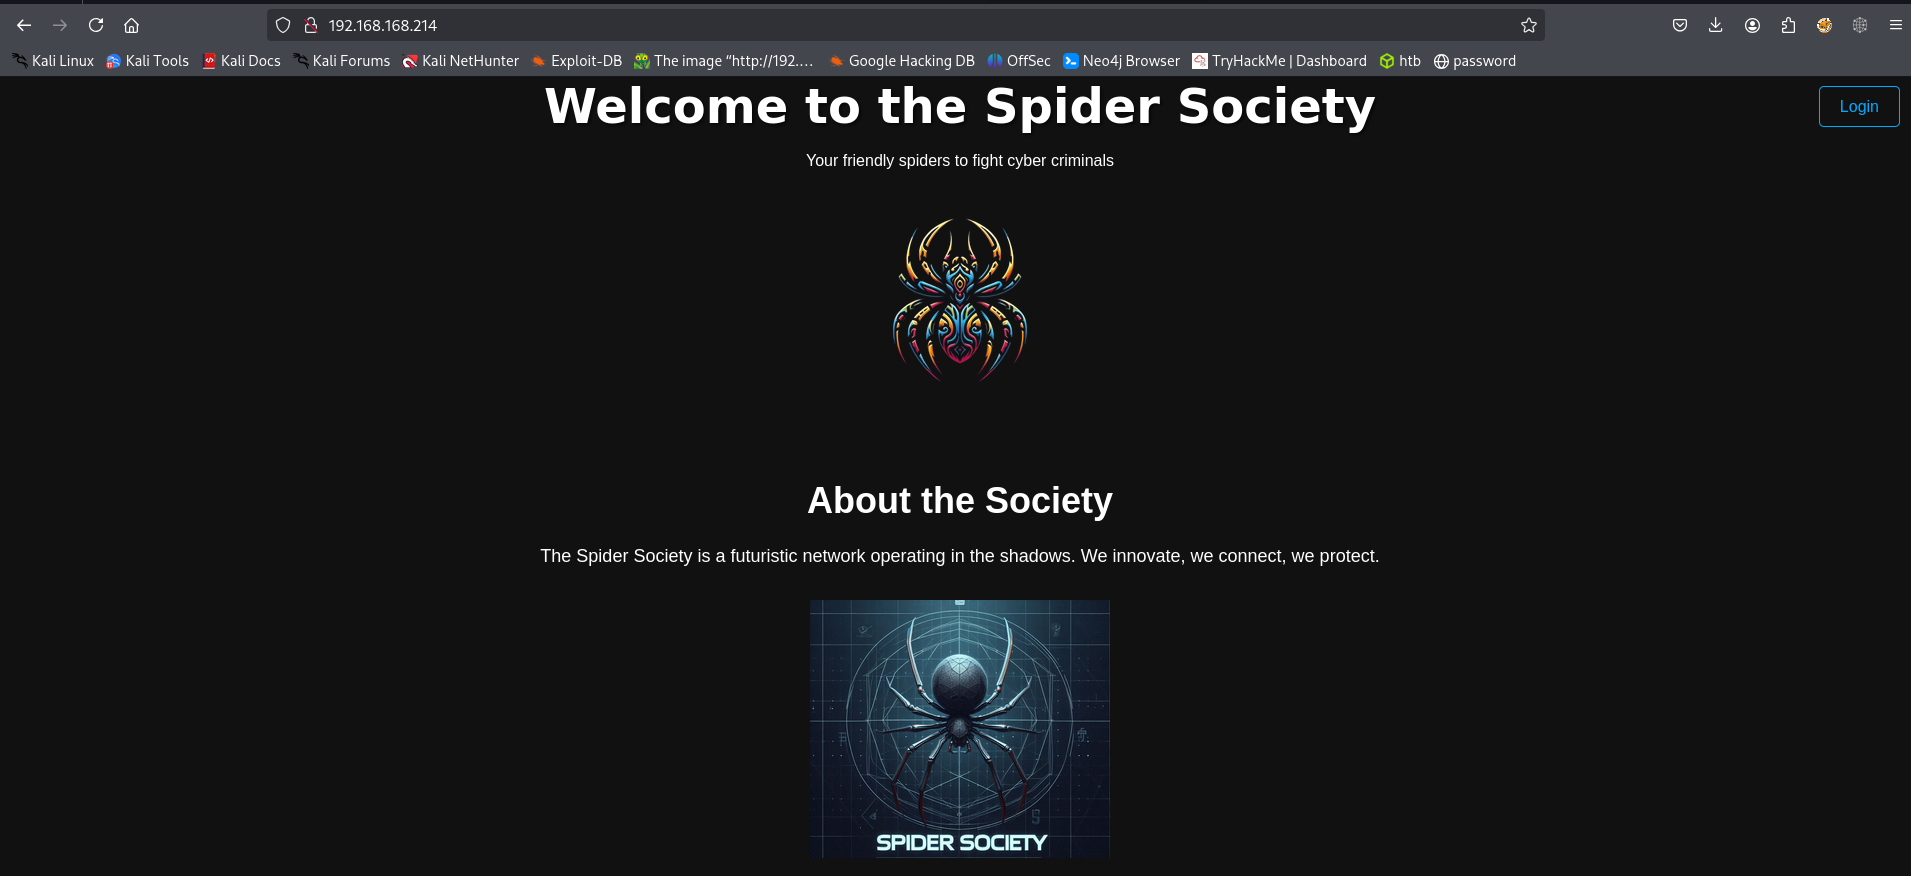 192.168.168.214
Kali Linux Kali Tools Kali Docs Kali Forums Kali NetHunter Exploit-DB The image “http://192.… Google Hacking DB OffSec Neo4j Browser TryHackMe | Dashboard htb password
Welcome to the Spider Society
Login
Your friendly spiders to fight cyber criminals
About the Society
The Spider Society is a futuristic network operating in the shadows. We innovate, we connect, we protect.
SPIDER SOCIETY